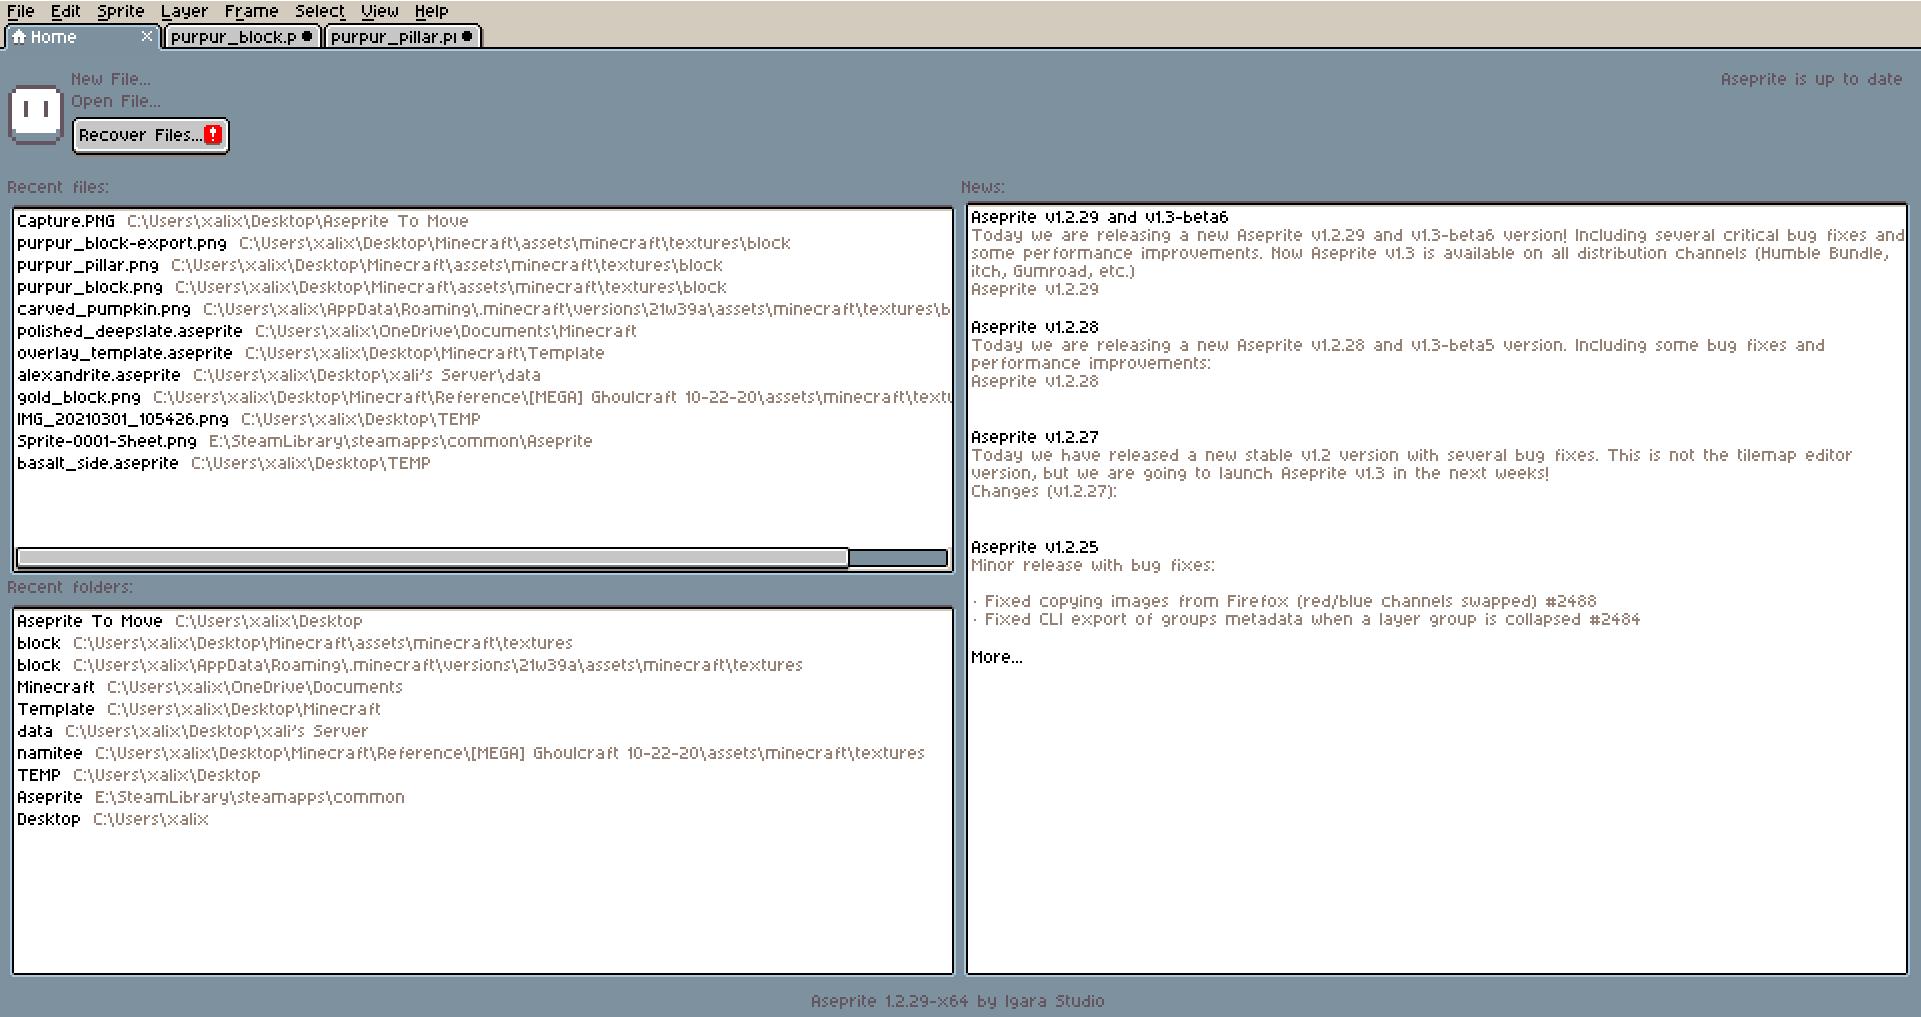 File Edit Sprite Layer Frame Select View Help
Home purpur_block.p purpur_pillar.p
New File...
Aseprite is up to date
Open File...
Recover Files...
Recent files:
Capture.PNG C:\Users\xalix\Desktop\Aseprite To Move
purpur_block-export.png C:\Users\xalix\Desktop\Minecraft\assets\minecraft\textures\block
purpur_pillar.png C:\Users\xalix\Desktop\Minecraft\assets\minecraft\textures\block
purpur_block.png C:\Users\xalix\Desktop\Minecraft\assets\minecraft\textures\block
carved_pumpkin.png C:\Users\xalix\AppData\Roaming\.minecraft\versions\21w39a\assets\minecraft\textures\b
polished_deepslate.aseprite C:\Users\xalix\OneDrive\Documents\Minecraft
overlay_template.aseprite C:\Users\xalix\Desktop\Minecraft\Template
alexandrite.aseprite C:\Users\xalix\Desktop\xali's Server\data
gold_block.png C:\Users\xalix\Desktop\Minecraft\Reference\[MEGA] Ghoulcraft 10-22-20\assets\minecraft\textu
IMG_20210301_105426.png C:\Users\xalix\Desktop\TEMP
Sprite-0001-Sheet.png E:\SteamLibrary\steamapps\common\Aseprite
basalt_side.aseprite C:\Users\xalix\Desktop\TEMP
Recent folders:
Aseprite To Move C:\Users\xalix\Desktop
block C:\Users\xalix\Desktop\Minecraft\assets\minecraft\textures
block C:\Users\xalix\AppData\Roaming\.minecraft\versions\21w39a\assets\minecraft\textures
Minecraft C:\Users\xalix\OneDrive\Documents
Template C:\Users\xalix\Desktop\Minecraft
data C:\Users\xalix\Desktop\xali's Server
namitee C:\Users\xalix\Desktop\Minecraft\Reference\[MEGA] Ghoulcraft 10-22-20\assets\minecraft\textures
TEMP C:\Users\xalix\Desktop
Aseprite E:\SteamLibrary\steamapps\common
Desktop C:\Users\xalix
News:
Aseprite v1.2.29 and v1.3-beta6
Today we are releasing a new Aseprite v1.2.29 and v1.3-beta6 version! Including several critical bug fixes and
some performance improvements. Now Aseprite v1.3 is available on all distribution channels (Humble Bundle,
itch, Gumroad, etc.)
Aseprite v1.2.29
Aseprite v1.2.28
Today we are releasing a new Aseprite v1.2.28 and v1.3-beta5 version. Including some bug fixes and
performance improvements:
Aseprite v1.2.28
Aseprite v1.2.27
Today we have released a new stable v1.2 version with several bug fixes. This is not the tilemap editor
version, but we are going to launch Aseprite v1.3 in the next weeks!
Changes (v1.2.27):
Aseprite v1.2.25
Minor release with bug fixes:
· Fixed copying images from Firefox (red/blue channels swapped) #2488
· Fixed CLI export of groups metadata when a layer group is collapsed #2484
More...
Aseprite 1.2.29-x64 by Igara Studio